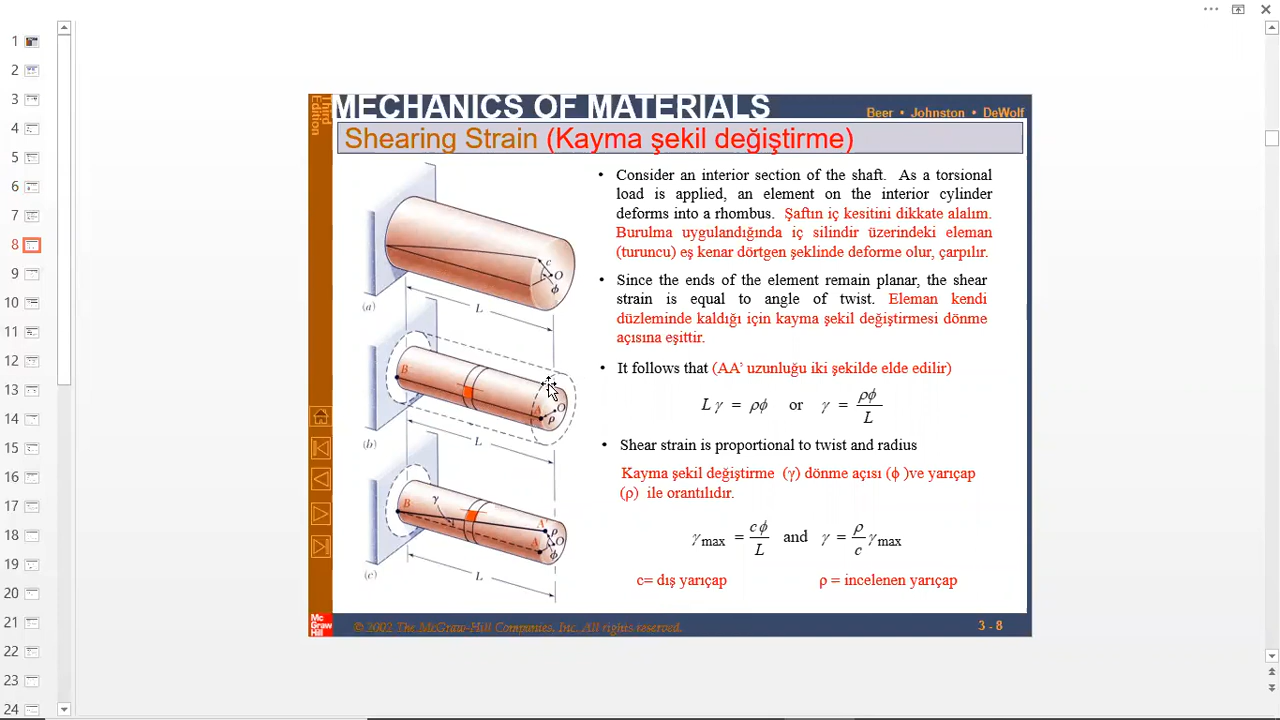 1
2
3
4
5
6
7
8
9
10
11
12
13
14
15
16
17
18
19
20
21
22
23
24
Third
Edition
MECHANICS OF MATERIALS
Beer • Johnston • DeWolf
Shearing Strain (Kayma şekil değiştirme)
c
O
ϕ
L
(a)
B
A
O
ρ
L
(b)
B
γ
A'
ρ
O
A
ϕ
L
(c)
• Consider an interior section of the shaft. As a torsional
load is applied, an element on the interior cylinder
deforms into a rhombus. Şaftın iç kesitini dikkate alalım.
Burulma uygulandığında iç silindir üzerindeki eleman
(turuncu) eş kenar dörtgen şeklinde deforme olur, çarpılır.
• Since the ends of the element remain planar, the shear
strain is equal to angle of twist. Eleman kendi
düzleminde kaldığı için kayma şekil değiştirmesi dönme
açısına eşittir.
• It follows that (AA' uzunluğu iki şekilde elde edilir)
Lγ = ρϕ or γ = ρϕ/L
• Shear strain is proportional to twist and radius
Kayma şekil değiştirme (γ) dönme açısı (ϕ )ve yarıçap
(ρ) ile orantılıdır.
γmax = cϕ/L and γ = ρ/c γmax
c= dış yarıçap ρ = incelenen yarıçap
Mc
Graw
Hill
© 2002 The McGraw-Hill Companies, Inc. All rights reserved.
3 - 8